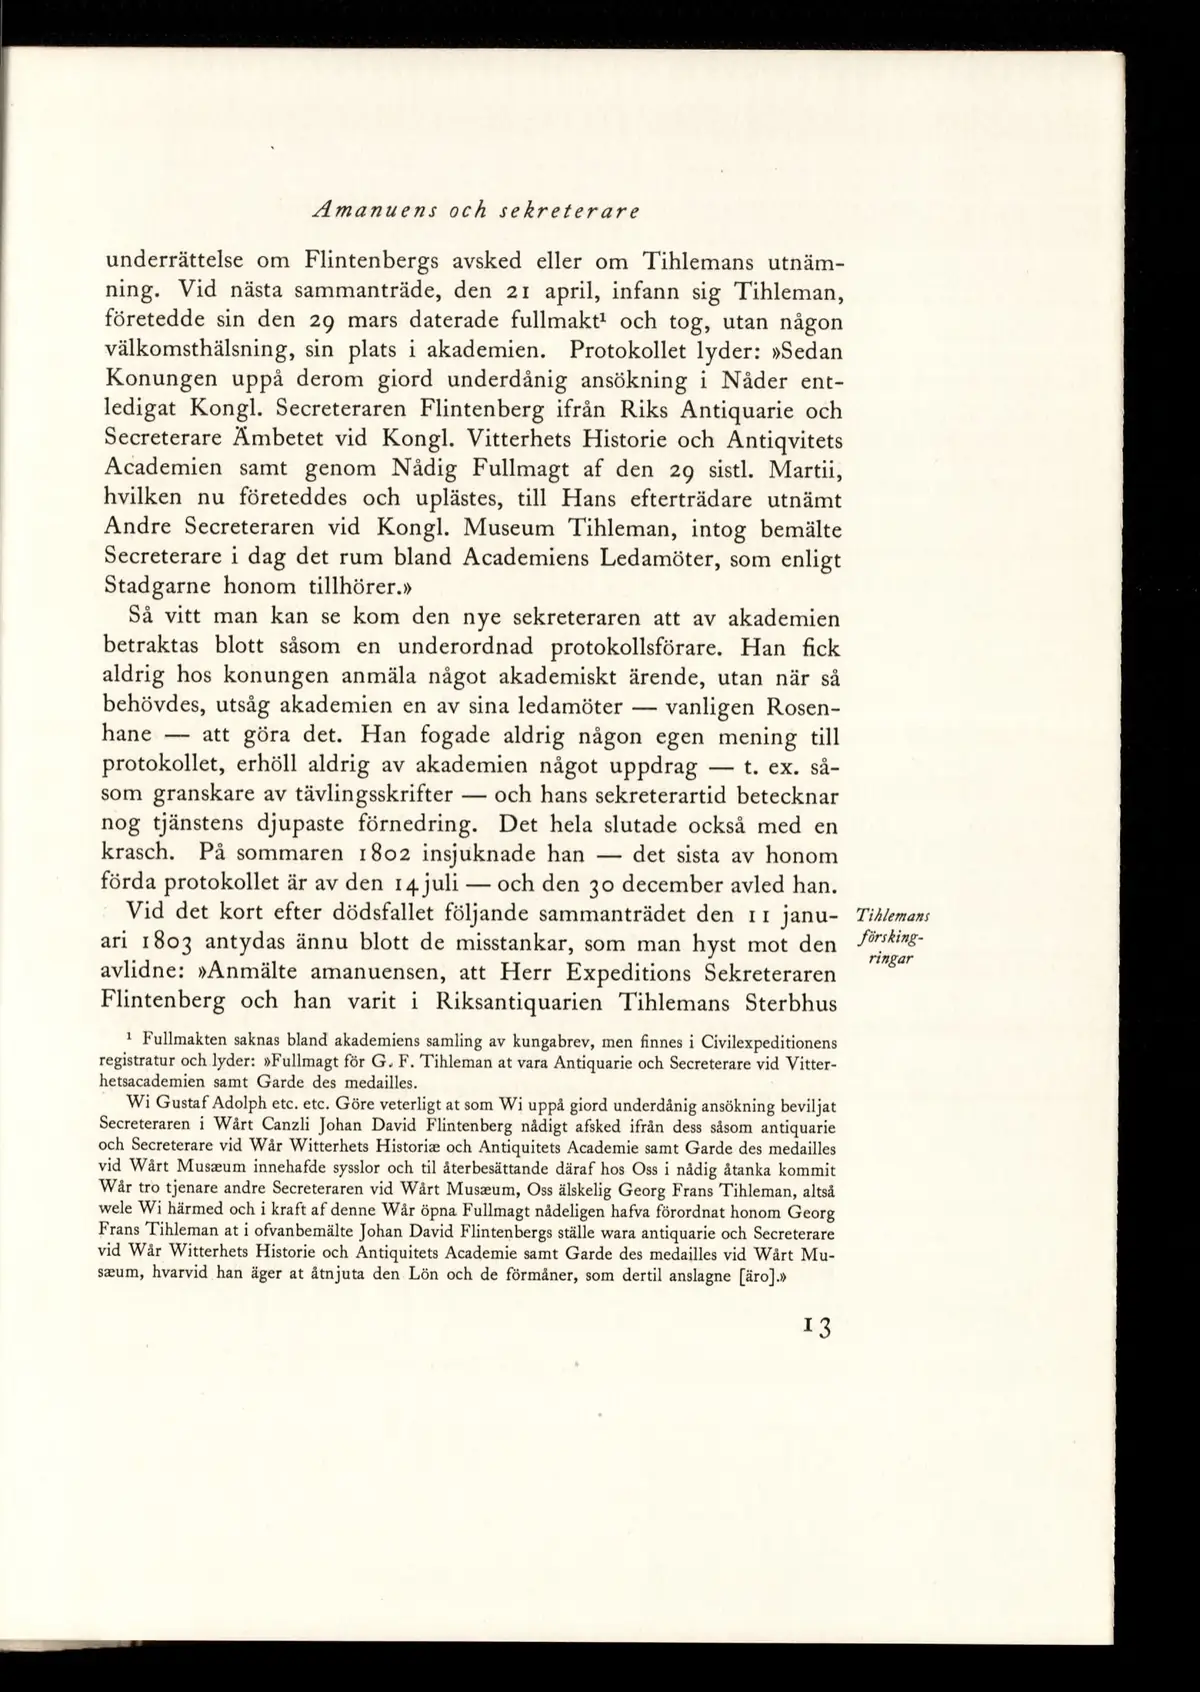 Amanuens och sekreterare
underrättelse om Flintenbergs avsked eller om Tihlemans utnäm-
ning. Vid nästa sammanträde, den 21 april, infann sig Tihleman,
företedde sin den 29 mars daterade fullmakt¹ och tog, utan någon
välkomsthälsning, sin plats i akademien. Protokollet lyder: »Sedan
Konungen uppå derom giord underdånig ansökning i Nåder ent-
ledigat Kongl. Secreteraren Flintenberg ifrån Riks Antiquarie och
Secreterare Ämbetet vid Kongl. Vitterhets Historie och Antiqvitets
Academien samt genom Nådig Fullmagt af den 29 sistl. Martii,
hvilken nu företeddes och uplästes, till Hans efterträdare utnämt
Andre Secreteraren vid Kongl. Museum Tihleman, intog bemälte
Secreterare i dag det rum bland Academiens Ledamöter, som enligt
Stadgarne honom tillhörer.»
Så vitt man kan se kom den nye sekreteraren att av akademien
betraktas blott såsom en underordnad protokollsförare. Han fick
aldrig hos konungen anmäla något akademiskt ärende, utan när så
behövdes, utsåg akademien en av sina ledamöter — vanligen Rosen-
hane — att göra det. Han fogade aldrig någon egen mening till
protokollet, erhöll aldrig av akademien något uppdrag — t. ex. så-
som granskare av tävlingsskrifter — och hans sekreterartid betecknar
nog tjänstens djupaste förnedring. Det hela slutade också med en
krasch. På sommaren 1802 insjuknade han — det sista av honom
förda protokollet är av den 14 juli — och den 30 december avled han.
Vid det kort efter dödsfallet följande sammanträdet den 11 janu-
ari 1803 antydas ännu blott de misstankar, som man hyst mot den
avlidne: »Anmälte amanuensen, att Herr Expeditions Sekreteraren
Flintenberg och han varit i Riksantiquarien Tihlemans Sterbhus
Tihlemans
försking-
ringar
¹ Fullmakten saknas bland akademiens samling av kungabrev, men finnes i Civilexpeditionens
registratur och lyder: »Fullmagt för G. F. Tihleman at vara Antiquarie och Secreterare vid Vitter-
hetsacademien samt Garde des medailles.
Wi Gustaf Adolph etc. etc. Göre veterligt at som Wi uppå giord underdånig ansökning beviljat
Secreteraren i Wårt Canzli Johan David Flintenberg nådigt afsked ifrån dess såsom antiquarie
och Secreterare vid Wår Witterhets Historiæ och Antiquitets Academie samt Garde des medailles
vid Wårt Musæum innehafde sysslor och til återbesättande däraf hos Oss i nådig åtanka kommit
Wår tro tjenare andre Secreteraren vid Wårt Musæum, Oss älskelig Georg Frans Tihleman, altså
wele Wi härmed och i kraft af denne Wår öpna Fullmagt nådeligen hafva förordnat honom Georg
Frans Tihleman at i ofvanbemälte Johan David Flintenbergs ställe wara antiquarie och Secreterare
vid Wår Witterhets Historie och Antiquitets Academie samt Garde des medailles vid Wårt Mu-
sæum, hvarvid han äger at åtnjuta den Lön och de förmåner, som dertil anslagne [äro].»
13